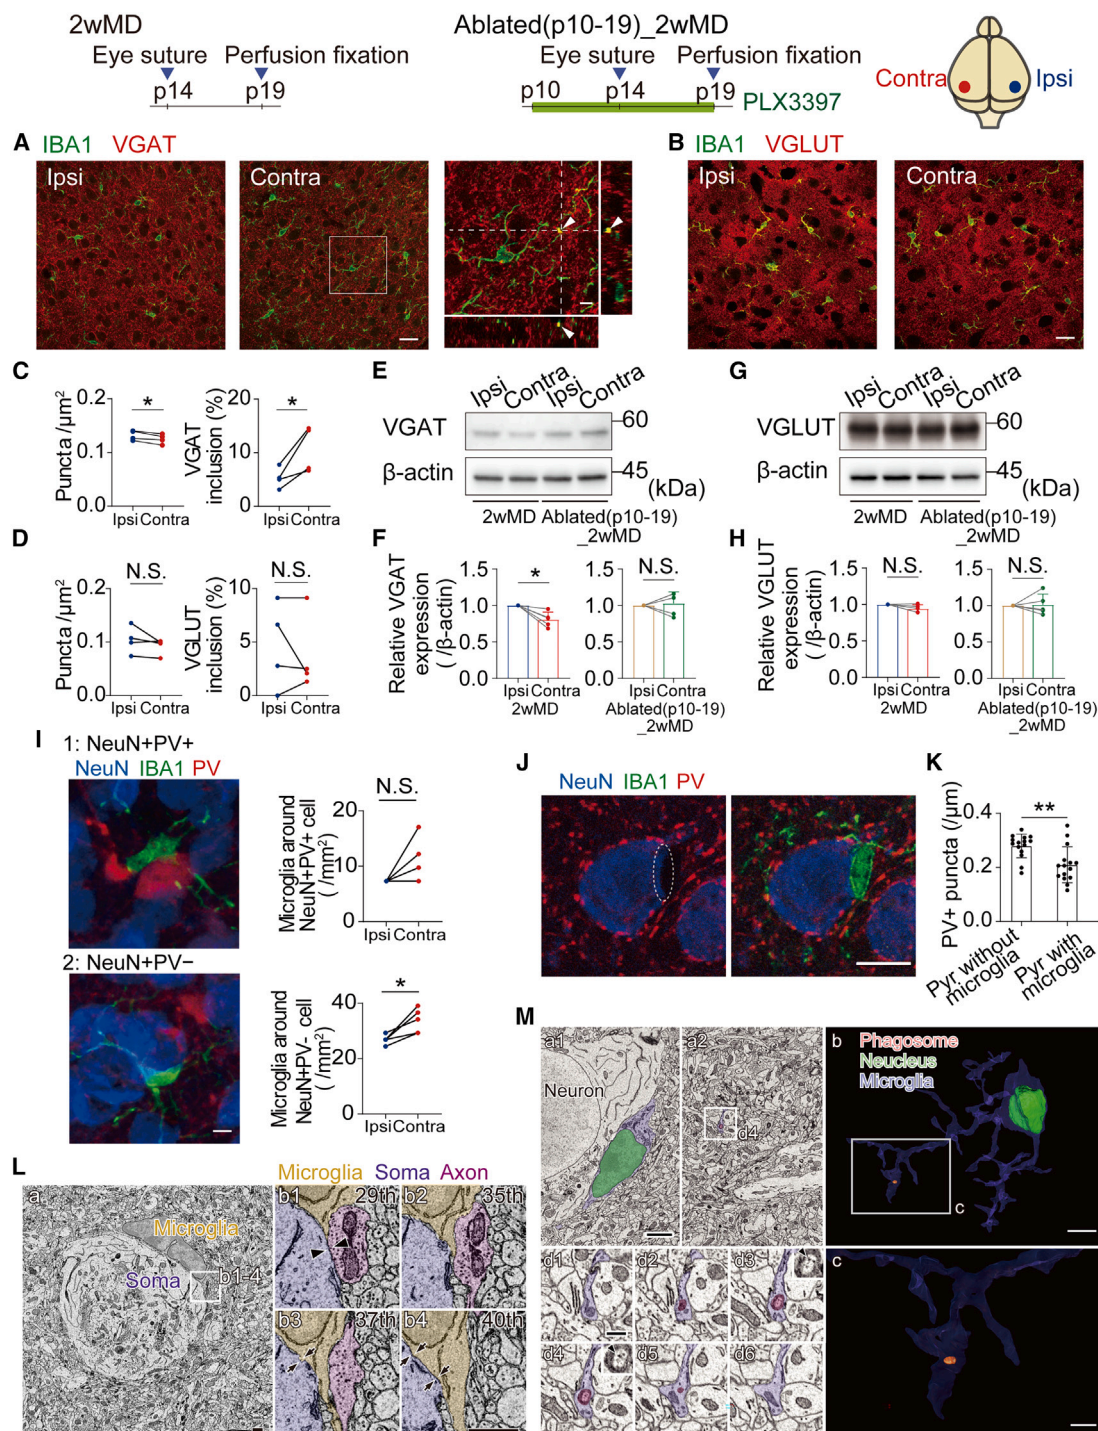 2wMD
Eye suture Perfusion fixation
p14 p19
Ablated(p10-19)_2wMD
Eye suture Perfusion fixation
p10 p14 p19 PLX3397
Contra Ipsi
A IBA1 VGAT
Ipsi Contra
B IBA1 VGLUT
Ipsi Contra
C
Puncta /μm²
0.2
0.1
0.0
*
Ipsi Contra
VGAT
inclusion (%)
20
10
0
*
Ipsi Contra
D
Puncta /μm²
0.2
0.1
0.0
N.S.
Ipsi Contra
VGLUT
inclusion (%)
10
5
0
N.S.
Ipsi Contra
E
Ipsi Contra Ipsi Contra
VGAT 60
β-actin 45
(kDa)
2wMD Ablated(p10-19)
_2wMD
F
Relative VGAT
expression
( /β-actin)
1.5
1.0
0.5
0.0
*
Ipsi Contra
2wMD
1.5
1.0
0.5
0.0
N.S.
Ipsi Contra
Ablated(p10-19)
_2wMD
G
Ipsi Contra Ipsi Contra
VGLUT 60
β-actin 45
(kDa)
2wMD Ablated(p10-19)
_2wMD
H
Relative VGLUT
expression
( /β-actin)
1.5
1.0
0.5
0.0
N.S.
Ipsi Contra
2wMD
1.5
1.0
0.5
0.0
N.S.
Ipsi Contra
Ablated(p10-19)
_2wMD
I
1: NeuN+PV+
NeuN IBA1 PV
Microglia around
NeuN+PV+ cell
( /mm²)
20
10
0
N.S.
Ipsi Contra
2: NeuN+PV−
Microglia around
NeuN+PV- cell
( /mm²)
40
20
0
*
Ipsi Contra
J
NeuN IBA1 PV
K
PV+ puncta (/μm)
0.4
0.2
0.0
**
Pyr without
microglia
Pyr with
microglia
L
Microglia Soma Axon
a
Microglia
Soma
b1-4
b1 29th
b2 35th
b3 37th
b4 40th
M
a1
Neuron
a2
d4
b
Phagosome
Neucleus
Microglia
c
d1 d2 d3
d4 d5 d6
c